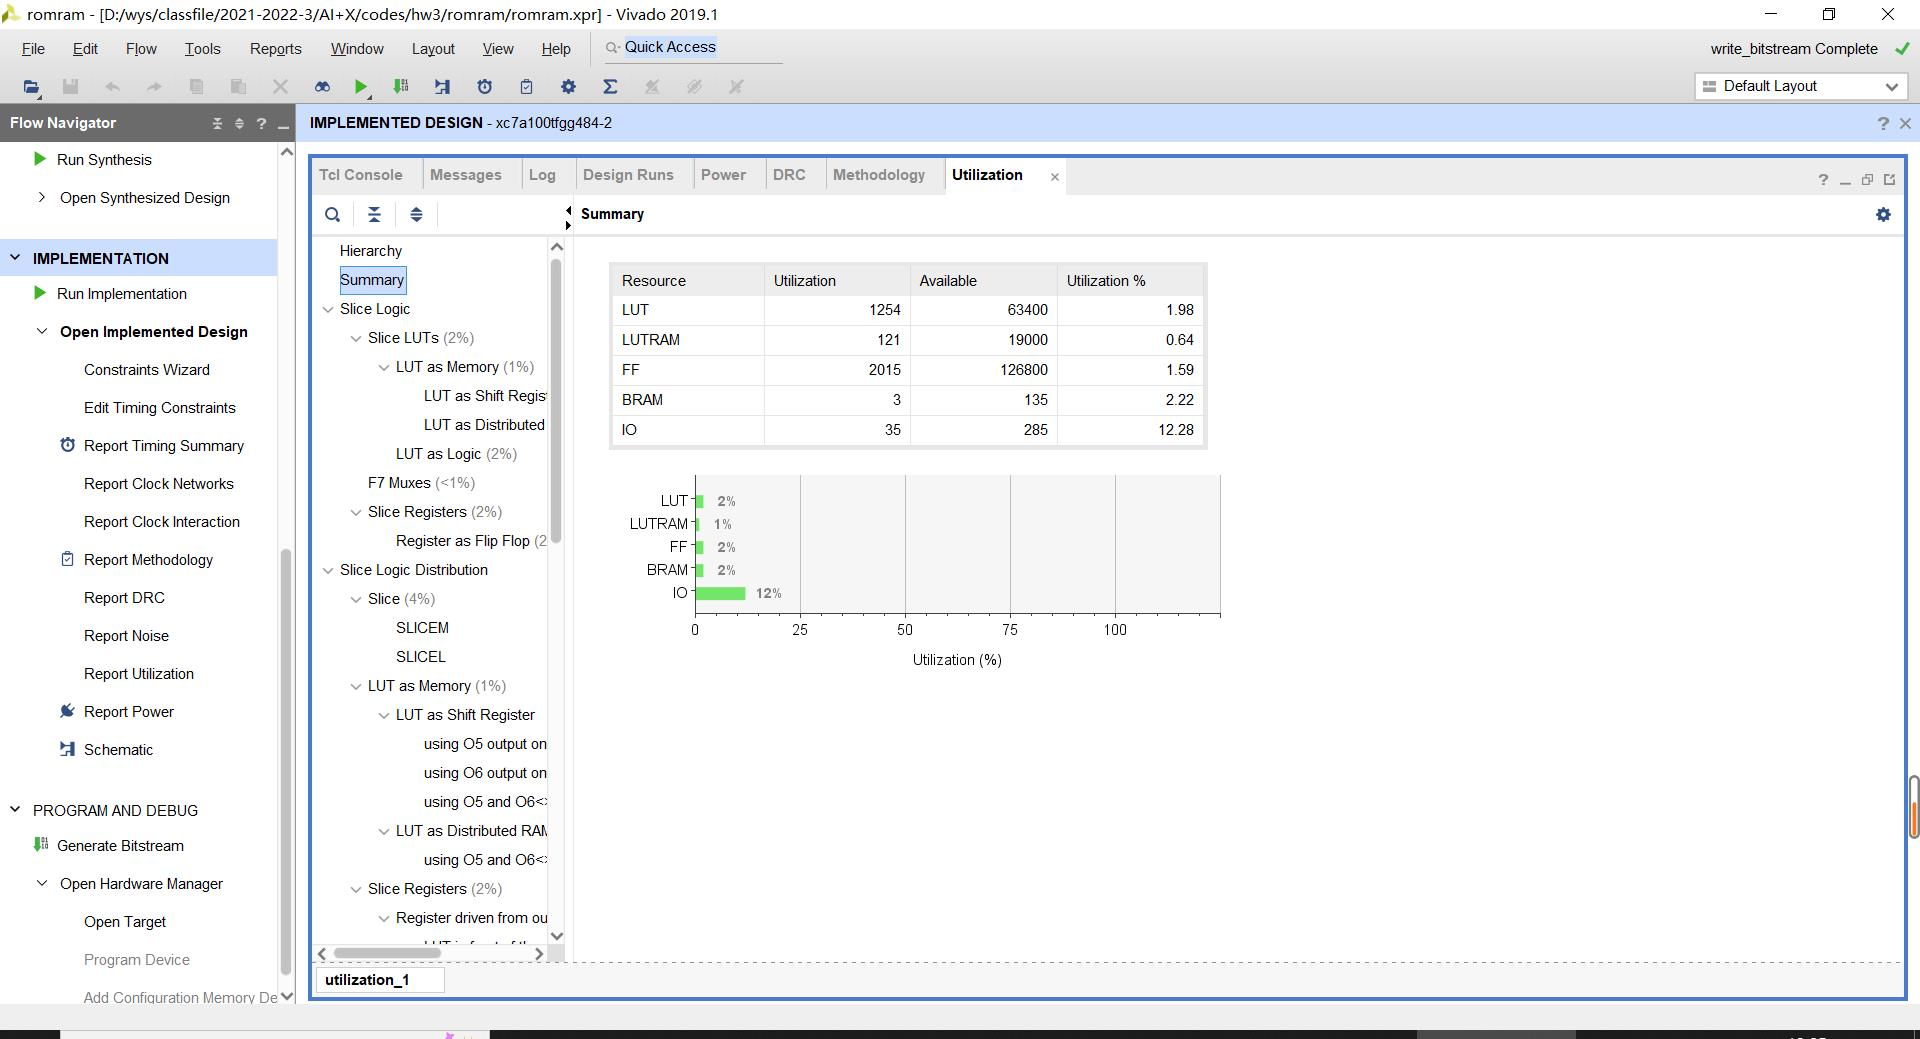 romram - [D:/wys/classfile/2021-2022-3/AI+X/codes/hw3/romram/romram.xpr] - Vivado 2019.1
File Edit Flow Tools Reports Window Layout View Help Quick Access
write_bitstream Complete
Default Layout
Flow Navigator
Run Synthesis
Open Synthesized Design
IMPLEMENTATION
Run Implementation
Open Implemented Design
Constraints Wizard
Edit Timing Constraints
Report Timing Summary
Report Clock Networks
Report Clock Interaction
Report Methodology
Report DRC
Report Noise
Report Utilization
Report Power
Schematic
PROGRAM AND DEBUG
Generate Bitstream
Open Hardware Manager
Open Target
Program Device
Add Configuration Memory De
IMPLEMENTED DESIGN - xc7a100tfgg484-2
Tcl Console Messages Log Design Runs Power DRC Methodology Utilization
Hierarchy
Summary
Slice Logic
Slice LUTs (2%)
LUT as Memory (1%)
LUT as Shift Regist
LUT as Distributed
LUT as Logic (2%)
F7 Muxes (<1%)
Slice Registers (2%)
Register as Flip Flop (2
Slice Logic Distribution
Slice (4%)
SLICEM
SLICEL
LUT as Memory (1%)
LUT as Shift Register
using O5 output on
using O6 output on
using O5 and O6
LUT as Distributed RAM
using O5 and O6
Slice Registers (2%)
Register driven from ou
Summary
Resource Utilization Available Utilization %
LUT 1254 63400 1.98
LUTRAM 121 19000 0.64
FF 2015 126800 1.59
BRAM 3 135 2.22
IO 35 285 12.28
LUT 2%
LUTRAM 1%
FF 2%
BRAM 2%
IO 12%
0 25 50 75 100
Utilization (%)
utilization_1